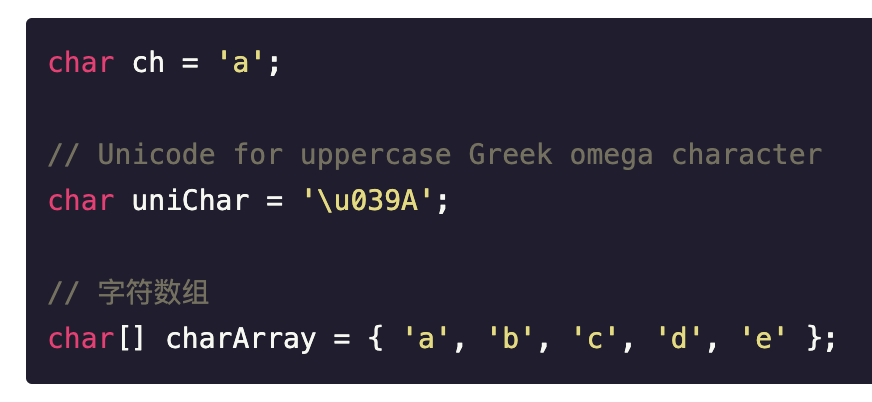 char ch = 'a';
// Unicode for uppercase Greek omega character
char uniChar = '\u039A';
// 字符数组
char[] charArray = { 'a', 'b', 'c', 'd', 'e' };